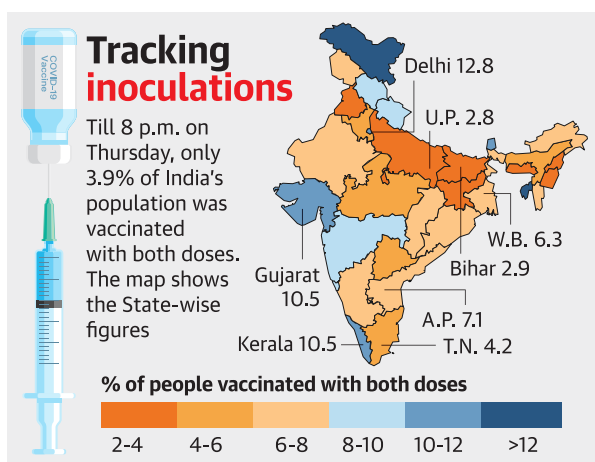 COVID-19
Vaccine
Tracking
inoculations
Till 8 p.m. on
Thursday, only
3.9% of India's
population was
vaccinated
with both doses.
The map shows
the State-wise
figures
Delhi 12.8
U.P. 2.8
W.B. 6.3
Bihar 2.9
Gujarat
10.5
A.P. 7.1
Kerala 10.5
T.N. 4.2
% of people vaccinated with both doses
2-4 4-6 6-8 8-10 10-12 >12